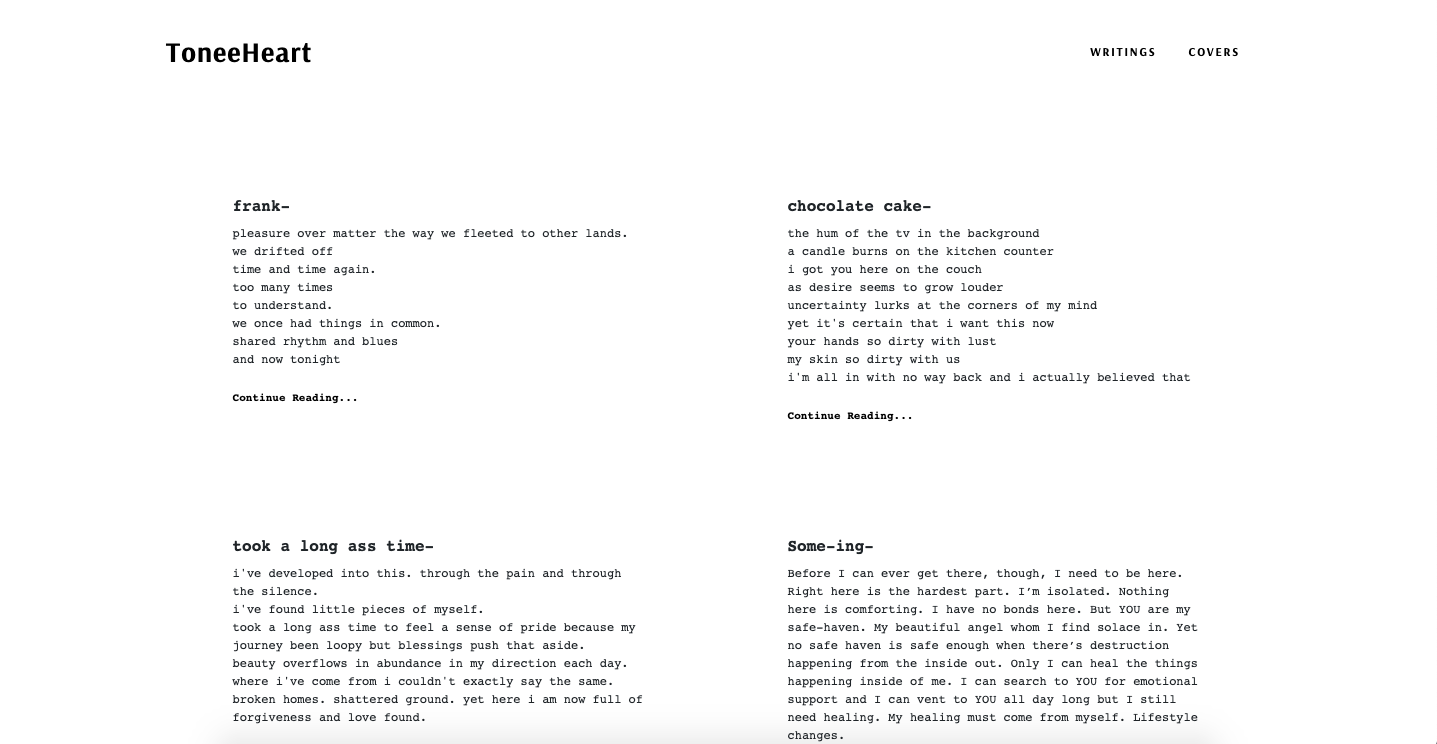 ToneeHeart
WRITINGS
COVERS
frank-
pleasure over matter the way we fleeted to other lands.
we drifted off
time and time again.
too many times
to understand.
we once had things in common.
shared rhythm and blues
and now tonight
Continue Reading...
chocolate cake-
the hum of the tv in the background
a candle burns on the kitchen counter
i got you here on the couch
as desire seems to grow louder
uncertainty lurks at the corners of my mind
yet it's certain that i want this now
your hands so dirty with lust
my skin so dirty with us
i'm all in with no way back and i actually believed that
Continue Reading...
took a long ass time-
i've developed into this. through the pain and through
the silence.
i've found little pieces of myself.
took a long ass time to feel a sense of pride because my
journey been loopy but blessings push that aside.
beauty overflows in abundance in my direction each day.
where i've come from i couldn't exactly say the same.
broken homes. shattered ground. yet here i am now full of
forgiveness and love found.
Some-ing-
Before I can ever get there, though, I need to be here.
Right here is the hardest part. I’m isolated. Nothing
here is comforting. I have no bonds here. But YOU are my
safe-haven. My beautiful angel whom I find solace in. Yet
no safe haven is safe enough when there’s destruction
happening from the inside out. Only I can heal the things
happening inside of me. I can search to YOU for emotional
support and I can vent to YOU all day long but I still
need healing. My healing must come from myself. Lifestyle
changes.